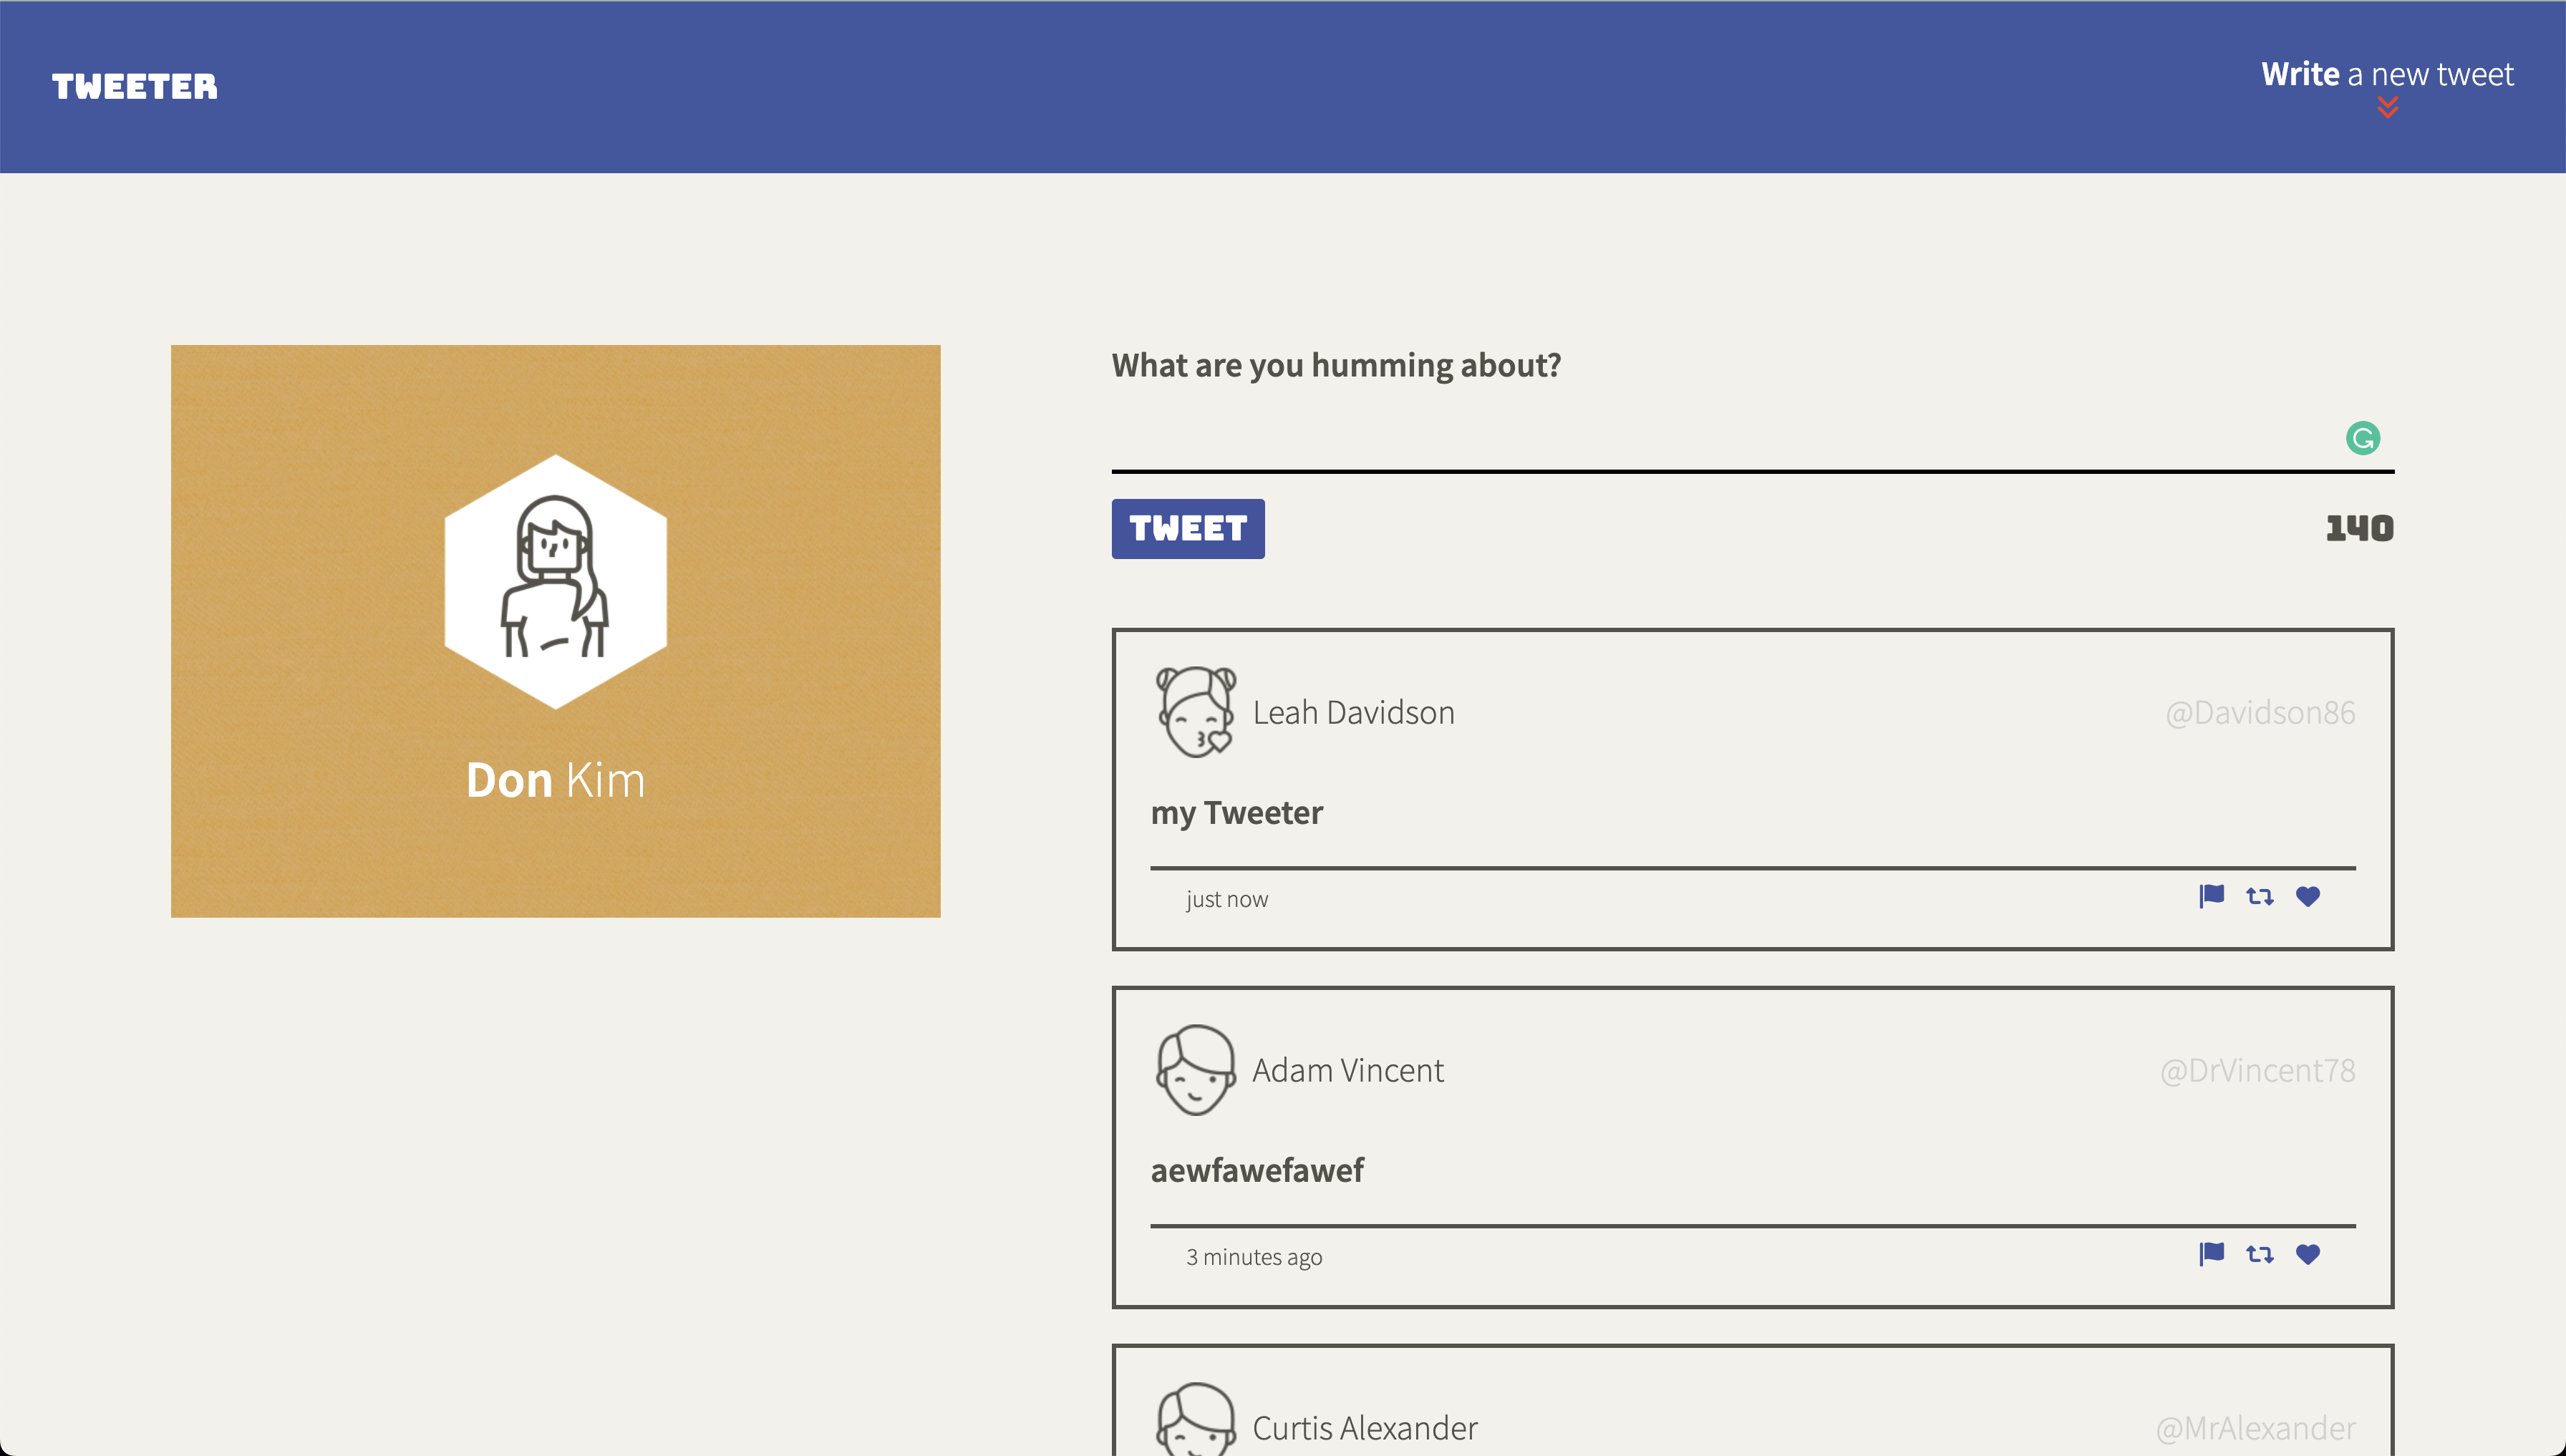 TWEETER
Write a new tweet
Don Kim
What are you humming about?
TWEET
140
Leah Davidson
@Davidson86
my Tweeter
just now
Adam Vincent
@DrVincent78
aewfawefawef
3 minutes ago
Curtis Alexander
@MrAlexander